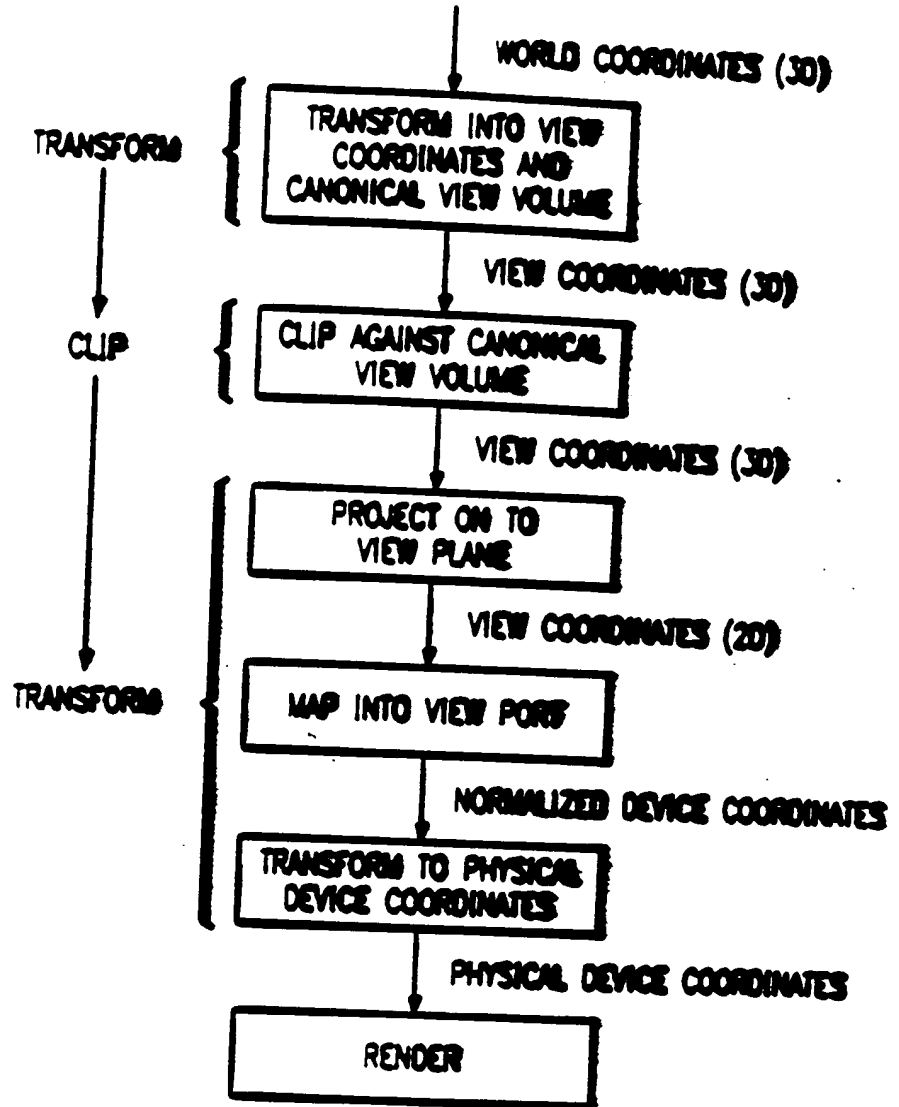 WORLD COORDINATES (3D)
TRANSFORM
TRANSFORM INTO VIEW
COORDINATES AND
CANONICAL VIEW VOLUME
VIEW COORDINATES (3D)
CLIP
CLIP AGAINST CANONICAL
VIEW VOLUME
VIEW COORDINATES (3D)
PROJECT ON TO
VIEW PLANE
VIEW COORDINATES (2D)
TRANSFORM
MAP INTO VIEW PORT
NORMALIZED DEVICE COORDINATES
TRANSFORM TO PHYSICAL
DEVICE COORDINATES
PHYSICAL DEVICE COORDINATES
RENDER